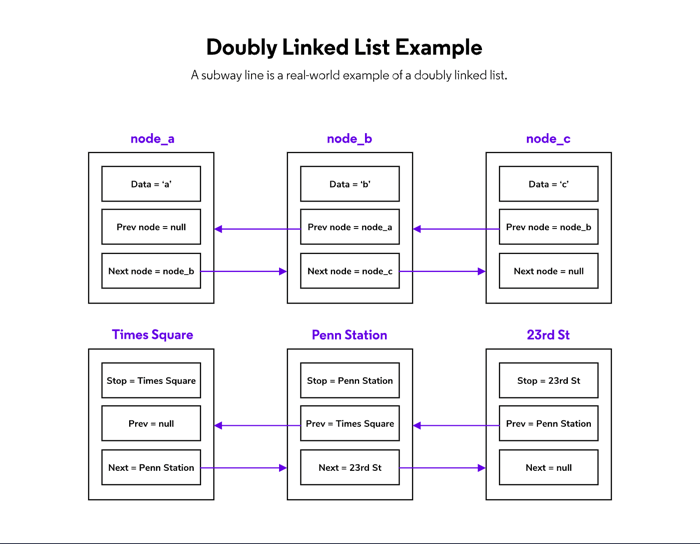 Doubly Linked List Example
A subway line is a real-world example of a doubly linked list.
node_a
node_b
node_c
Data = ‘a’
Data = ‘b’
Data = ‘c’
Prev node = null
Prev node = node_a
Prev node = node_b
Next node = node_b
Next node = node_c
Next node = null
Times Square
Penn Station
23rd St
Stop = Times Square
Stop = Penn Station
Stop = 23rd St
Prev = null
Prev = Times Square
Prev = Penn Station
Next = Penn Station
Next = 23rd St
Next = null